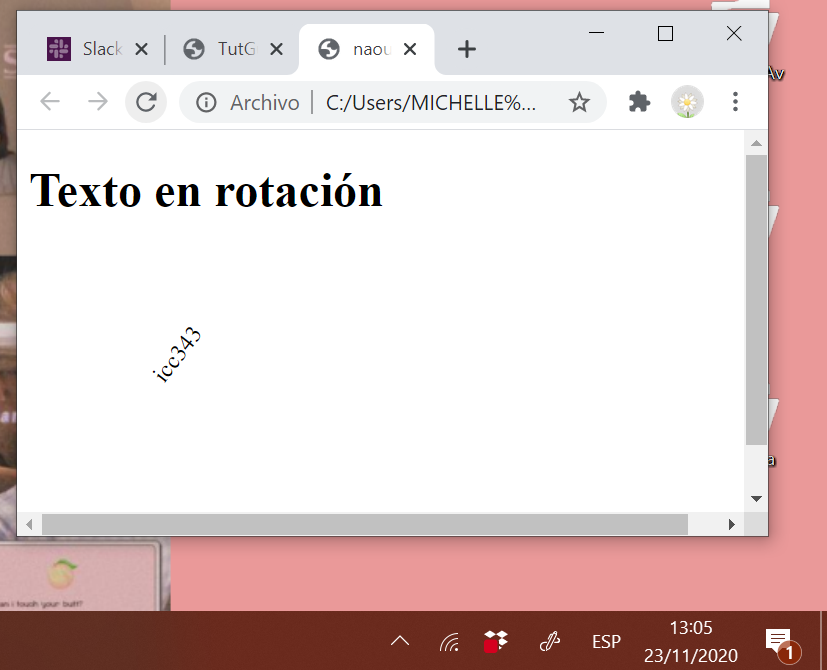 Slack
TutG
naou
Archivo
C:/Users/MICHELLE%...
Av
Texto en rotación
icc343
a
an i touch your butt?
ESP
13:05
23/11/2020
1